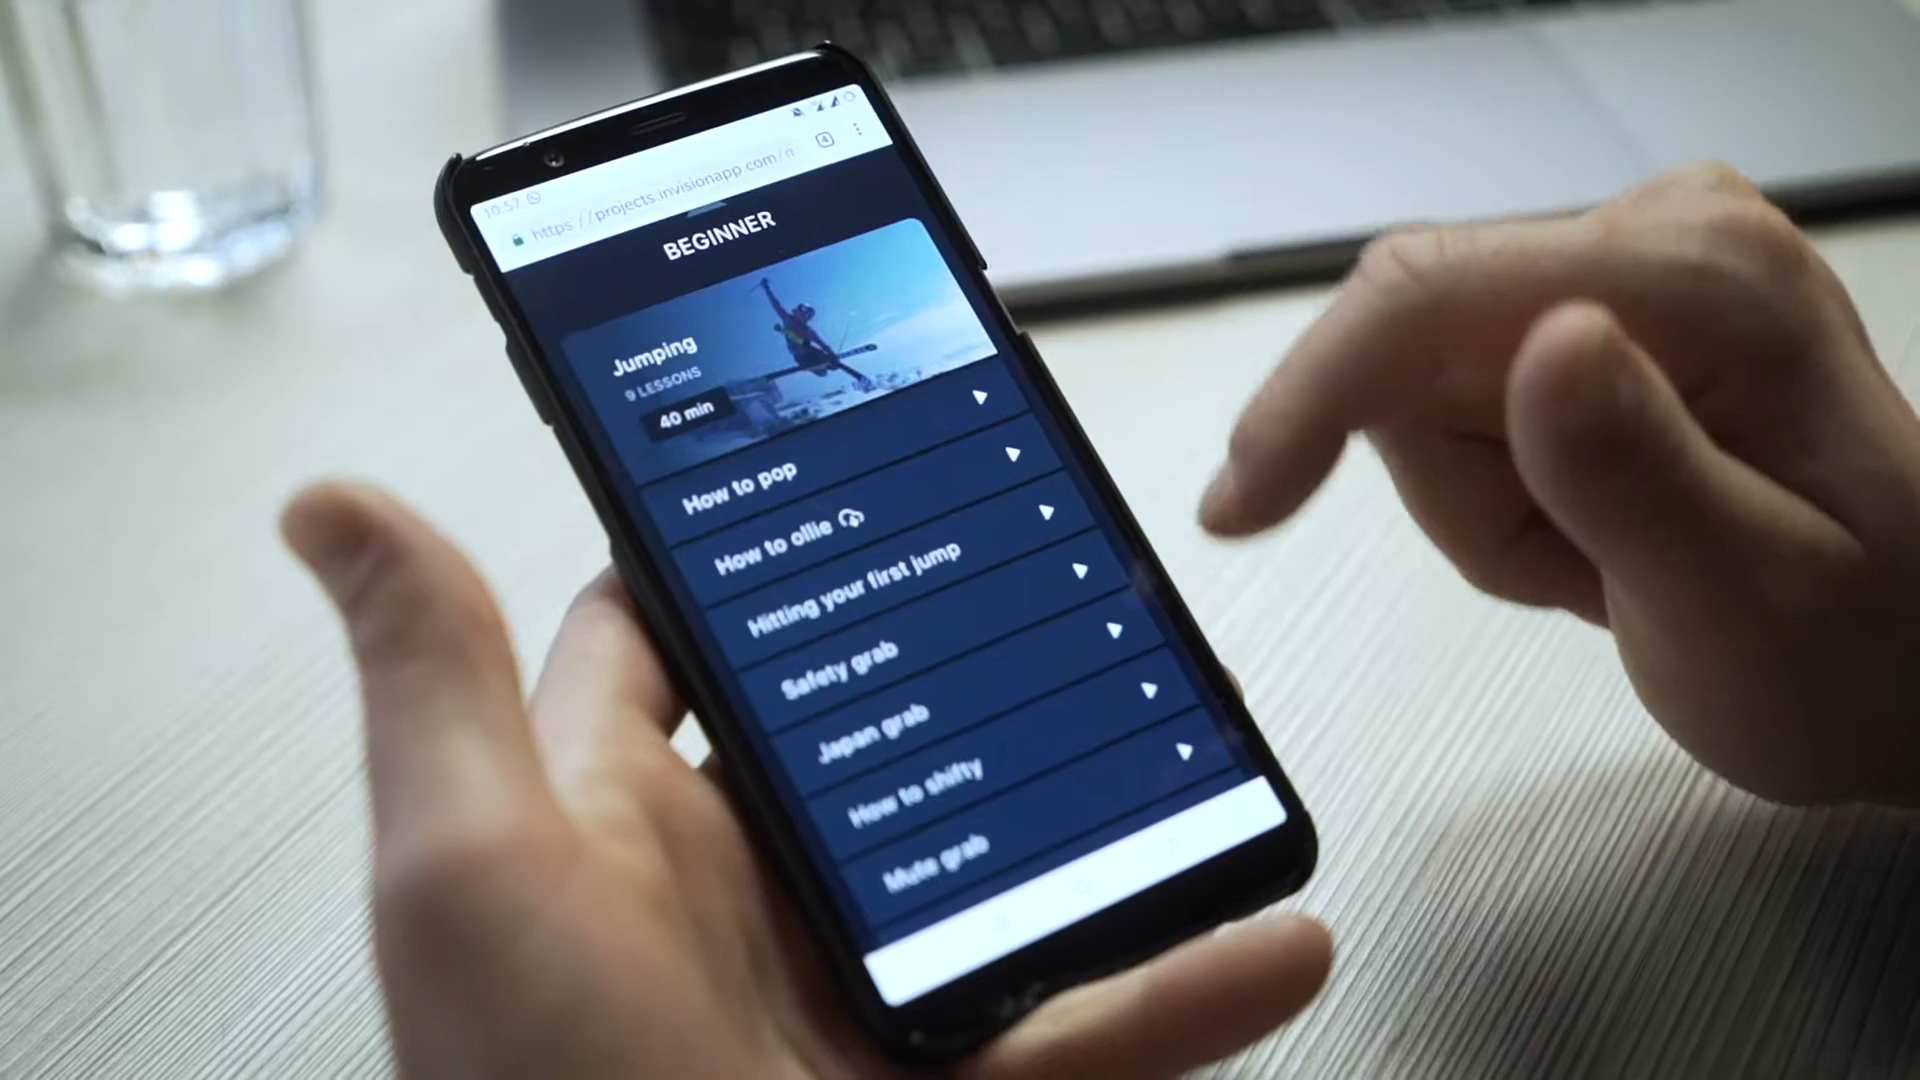 10:57
4
https://projects.invisionapp.com/
BEGINNER
Jumping
9 LESSONS
40 min
How to pop
How to ollie
Hitting your first jump
Safety grab
Japan grab
How to shifty
Mute grab